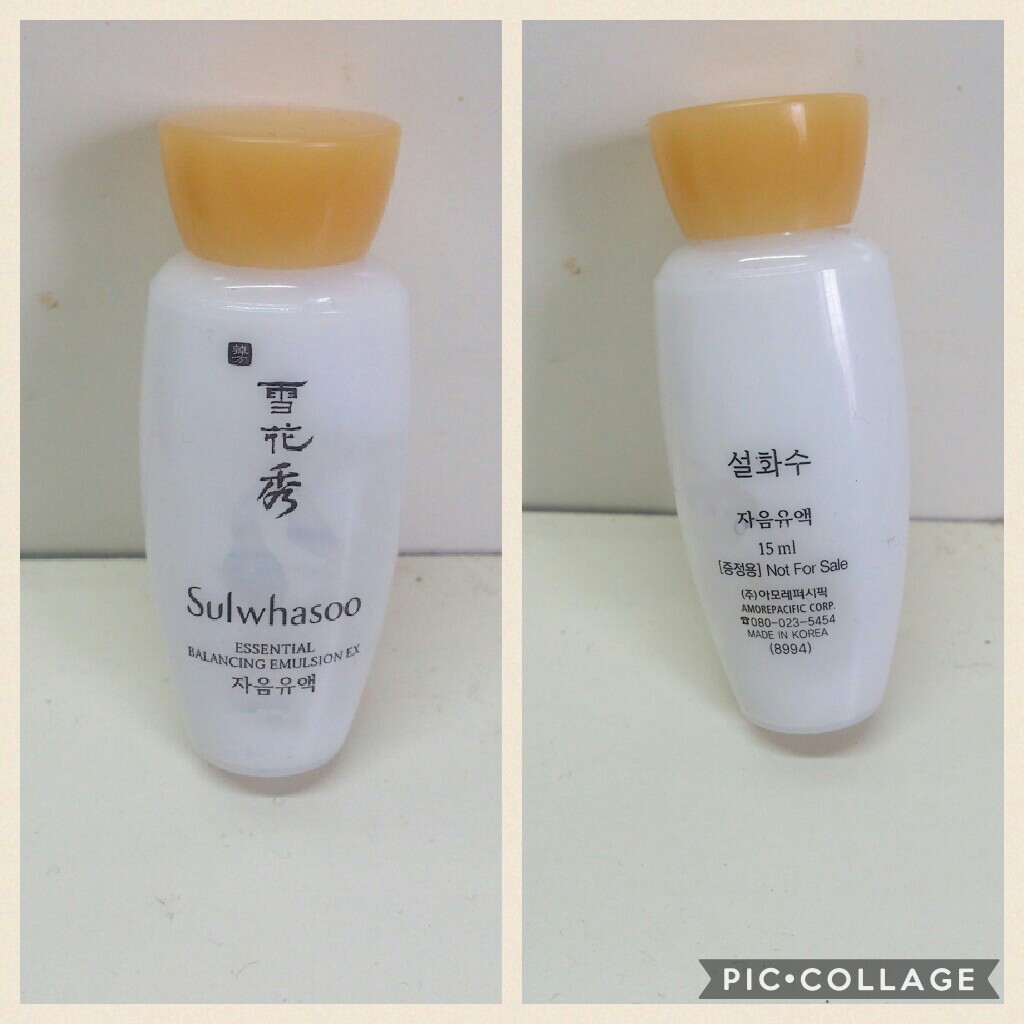 韓方
雪
花
秀
Sulwhasoo
ESSENTIAL
BALANCING EMULSION EX
자음유액
설화수
자음유액
15 ml
[증정용] Not For Sale
(주)아모레퍼시픽
AMOREPACIFIC CORP.
☎080-023-5454
MADE IN KOREA
(8994)
PIC•COLLAGE